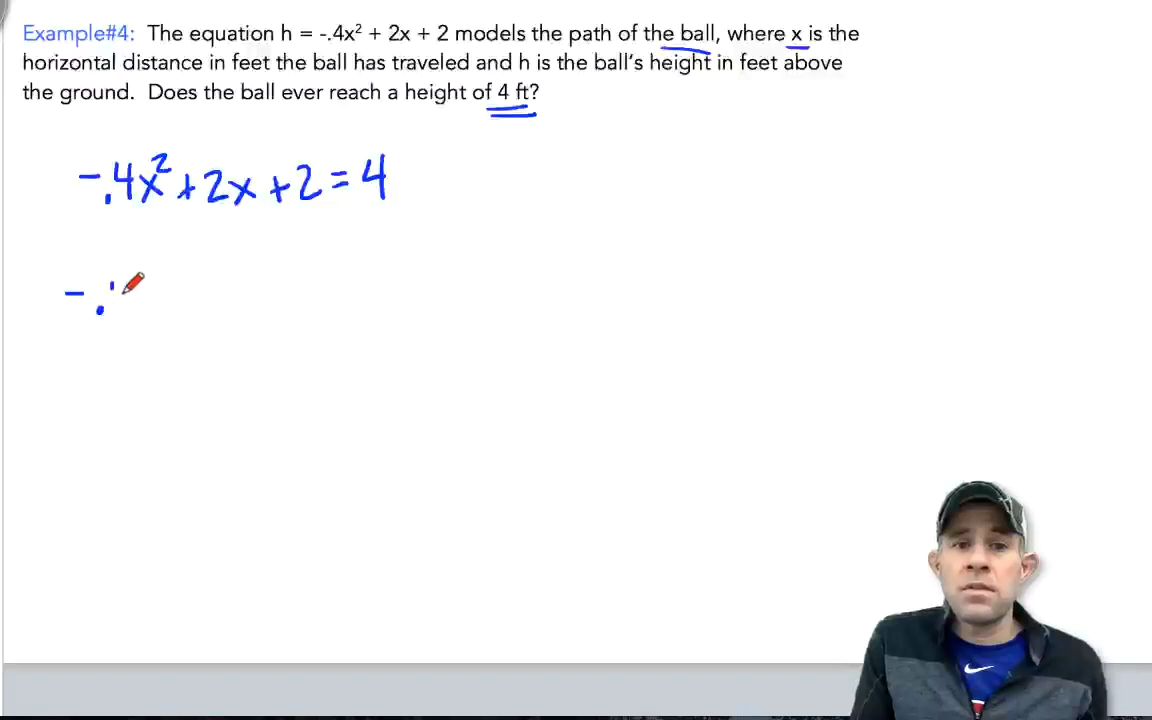 Example#4: The equation h = -.4x² + 2x + 2 models the path of the ball, where x is the
horizontal distance in feet the ball has traveled and h is the ball's height in feet above
the ground. Does the ball ever reach a height of 4 ft?
-.4x² + 2x + 2 = 4
-.